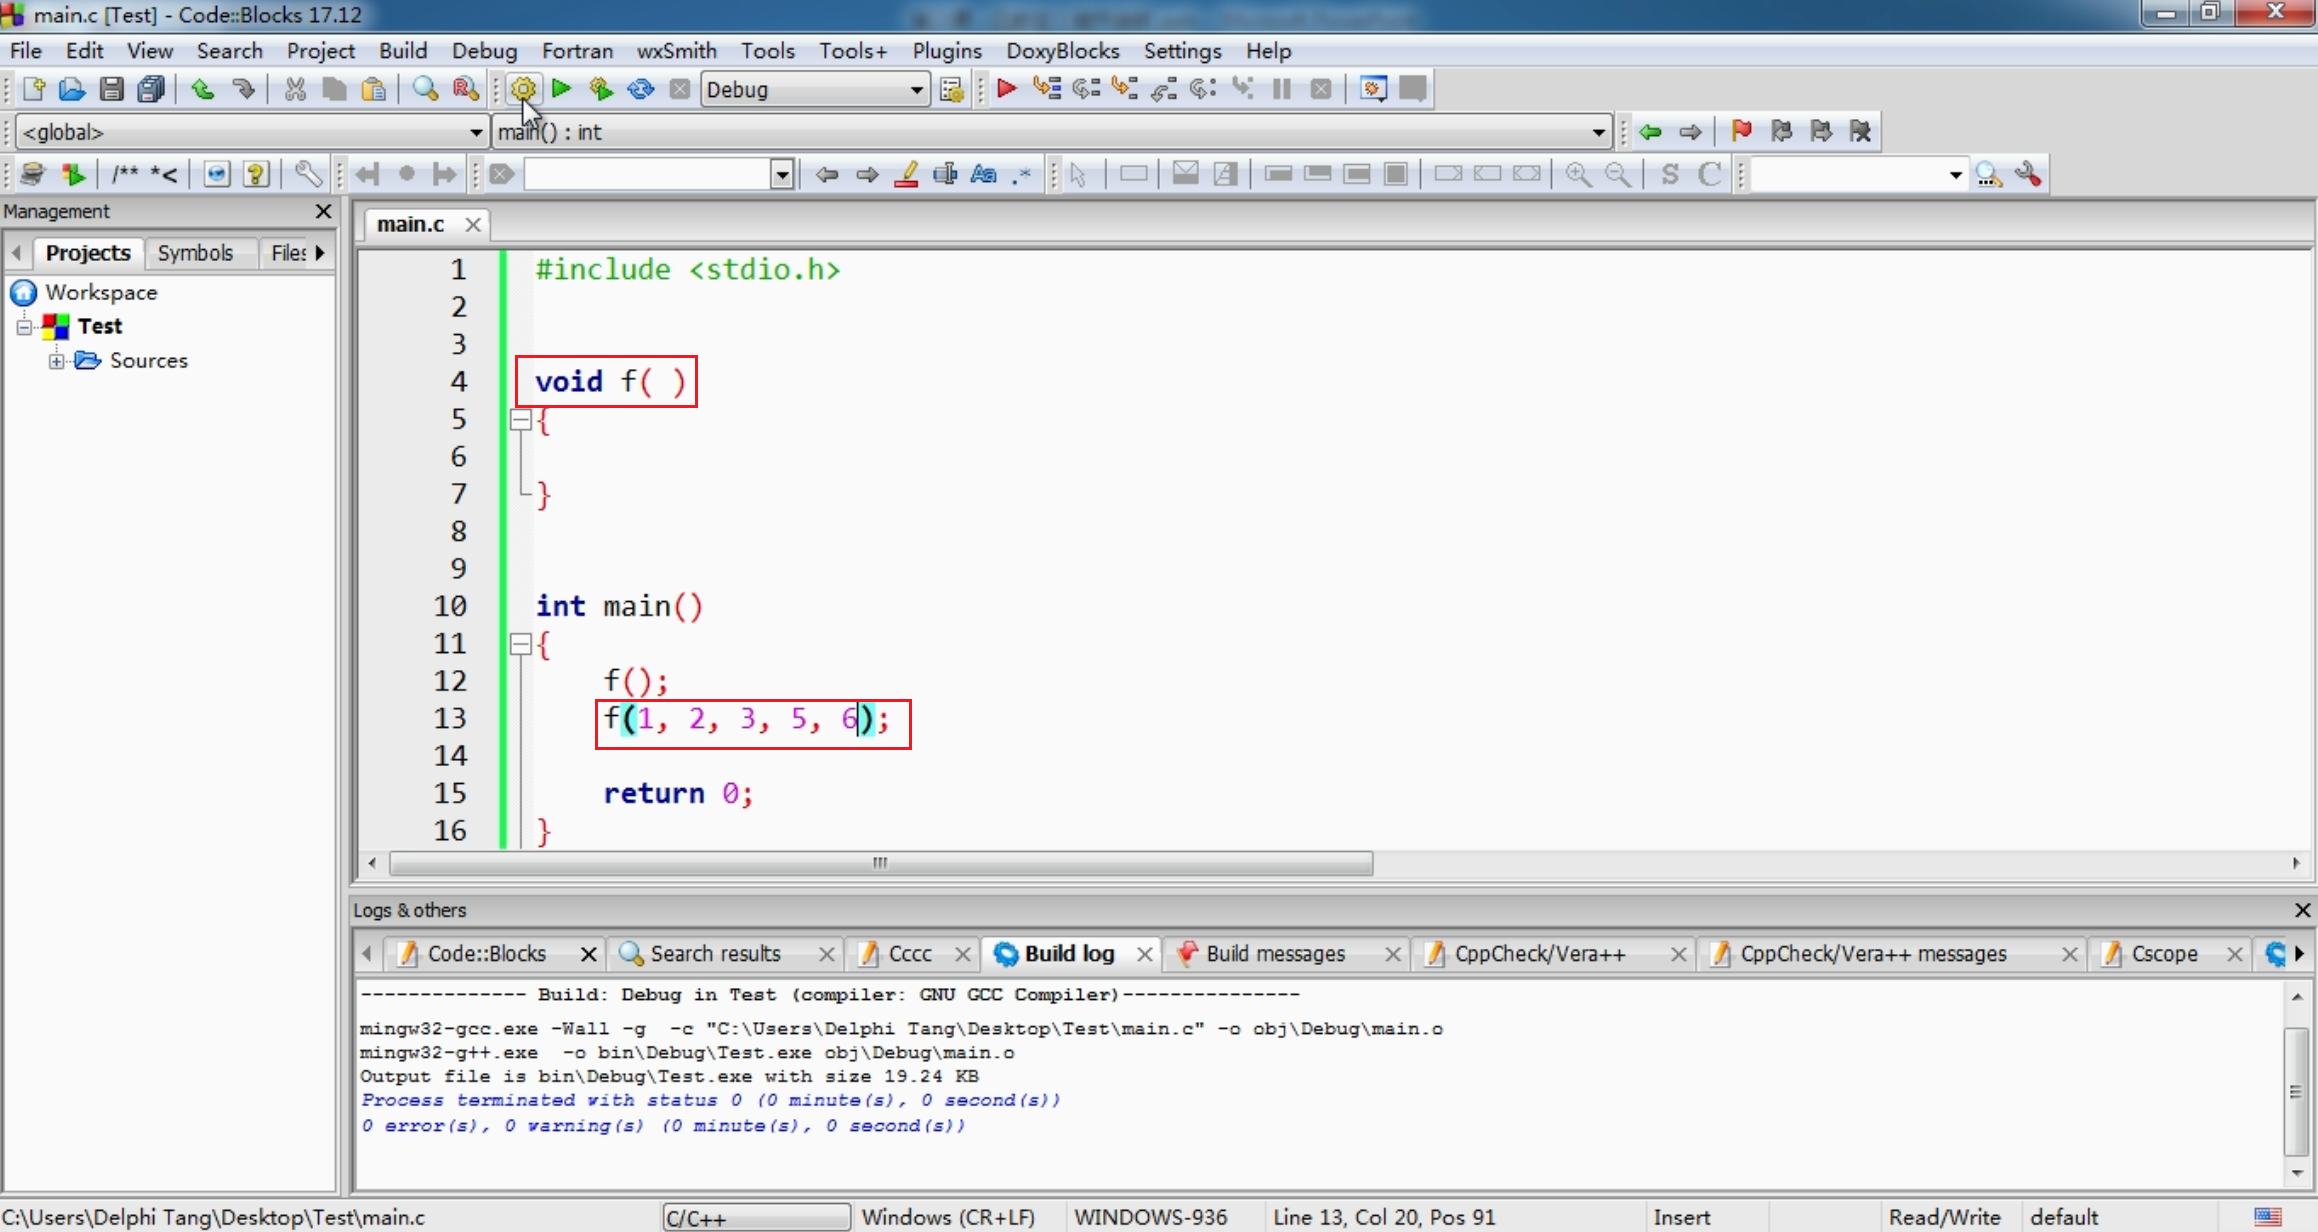 main.c [Test] - Code::Blocks 17.12
File Edit View Search Project Build Debug Fortran wxSmith Tools Tools+ Plugins DoxyBlocks Settings Help
Debug
<global> main() : int
/** *<
S C
Management
Projects Symbols Files
Workspace
Test
Sources
main.c
1 #include <stdio.h>
2
3
4 void f( )
5 {
6
7 }
8
9
10 int main()
11 {
12 f();
13 f(1, 2, 3, 5, 6);
14
15 return 0;
16 }
Logs & others
Code::Blocks Search results Cccc Build log Build messages CppCheck/Vera++ CppCheck/Vera++ messages Cscope
-------------- Build: Debug in Test (compiler: GNU GCC Compiler)---------------
mingw32-gcc.exe -Wall -g  -c "C:\Users\Delphi Tang\Desktop\Test\main.c" -o obj\Debug\main.o
mingw32-g++.exe  -o bin\Debug\Test.exe obj\Debug\main.o
Output file is bin\Debug\Test.exe with size 19.24 KB
Process terminated with status 0 (0 minute(s), 0 second(s))
0 error(s), 0 warning(s) (0 minute(s), 0 second(s))
C:\Users\Delphi Tang\Desktop\Test\main.c C/C++ Windows (CR+LF) WINDOWS-936 Line 13, Col 20, Pos 91 Insert Read/Write default